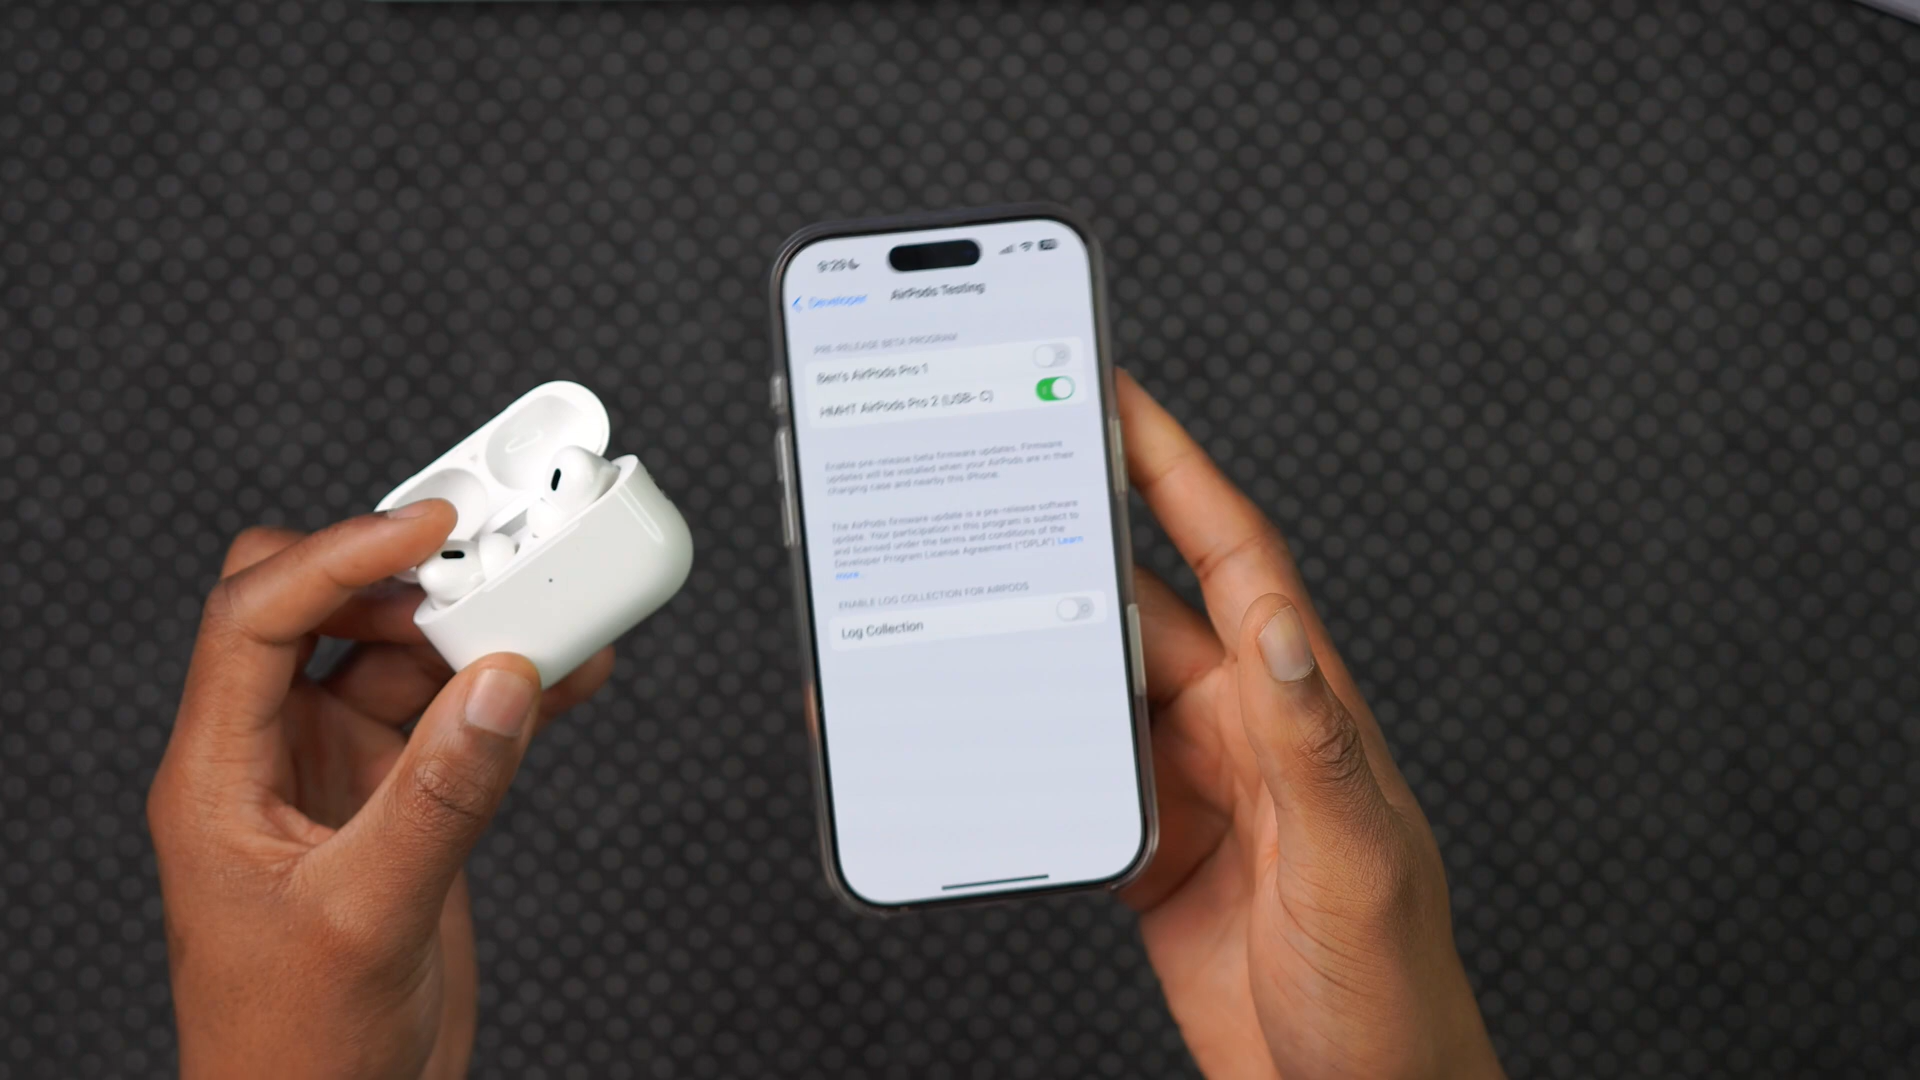 9:29
Developer
AirPods Testing
PRE-RELEASE BETA PROGRAM
Ben's AirPods Pro 1
HMHT AirPods Pro 2 (USB- C)
Enable pre-release beta firmware updates. Firmware
updates will be installed when your AirPods are in their
charging case and nearby this iPhone.
The AirPods firmware update is a pre-release software
update. Your participation in this program is subject to
and licensed under the terms and conditions of the
Developer Program License Agreement ("DPLA") Learn
more...
ENABLE LOG COLLECTION FOR AIRPODS
Log Collection